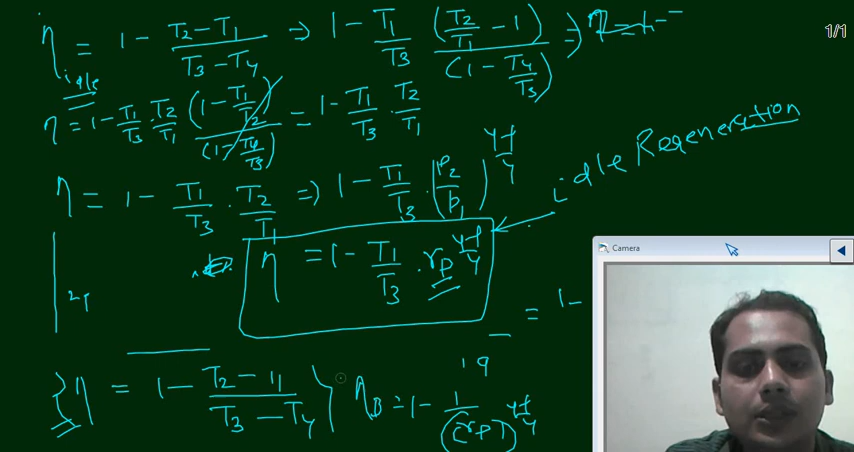 η idle = 1 - (T2 - T1)/(T3 - T4) ⇒ 1 - T1/T3 (T2/T1 - 1)/(1 - T4/T3) ⇒
1/1
η = 1 - T1/T3 · T2/T1 (1 - T1/T2)/(1 - T4/T3) = 1 - T1/T3 · T2/T1
idle Regeneration
η = 1 - T1/T3 · T2/T1 ⇒ 1 - T1/T3 · (P2/P1)^((γ-1)/γ)
η = 1 - T1/T3 · rp^((γ-1)/γ)
Camera
= 1 -
{η = 1 - (T2 - T1)/(T3 - T4)} ηB = 1 - 1/(rp)^((γ-1)/γ)